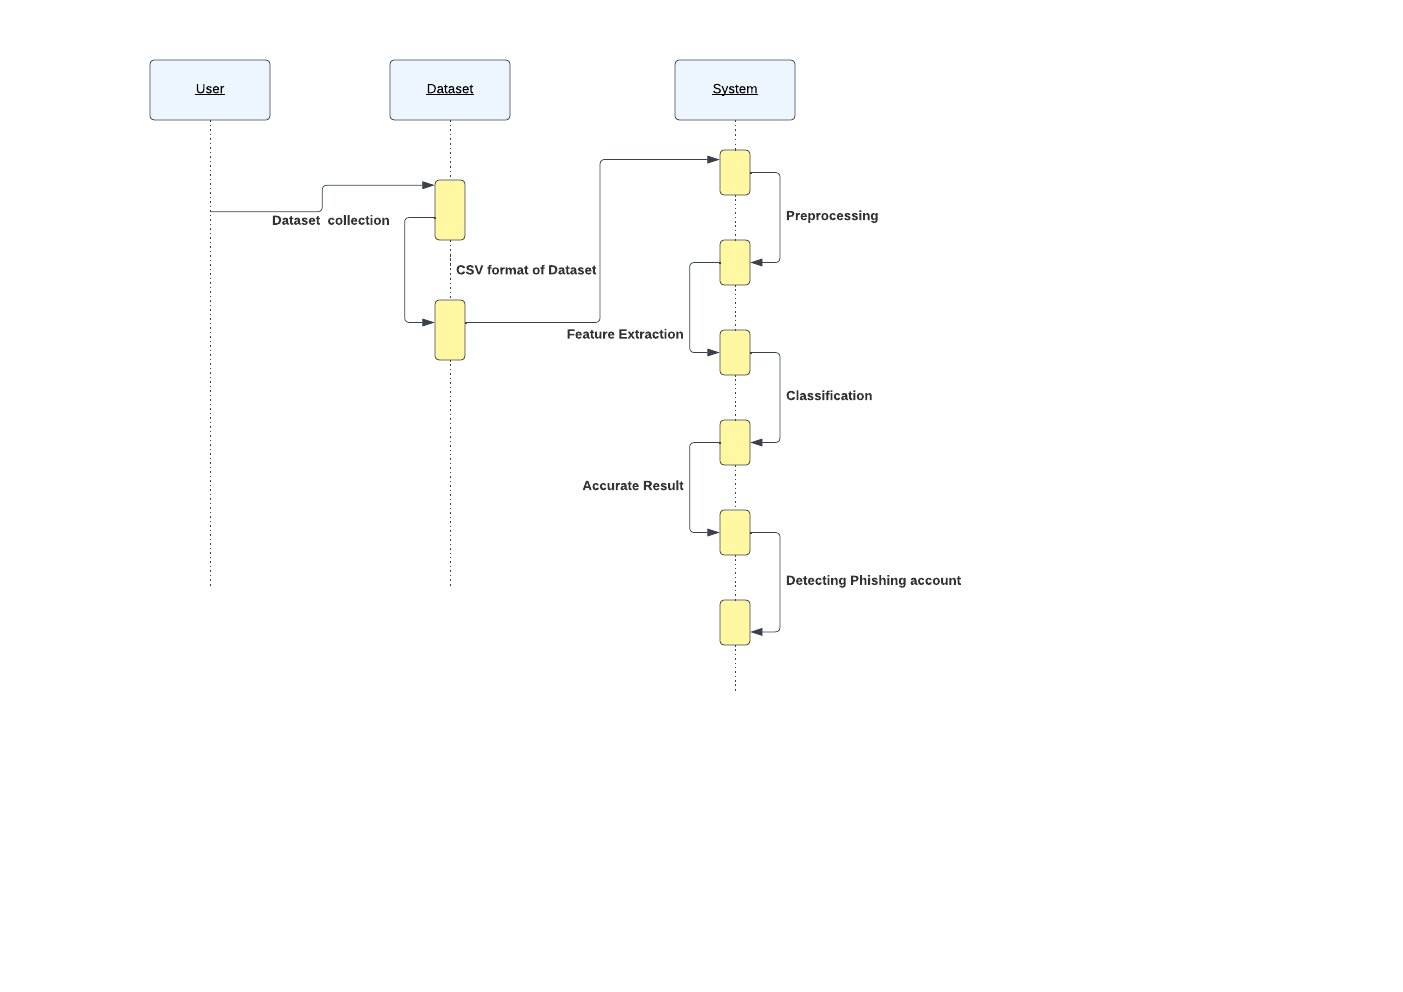 User
Dataset
System
Dataset  collection
Preprocessing
CSV format of Dataset
Feature Extraction
Classification
Accurate Result
Detecting Phishing account